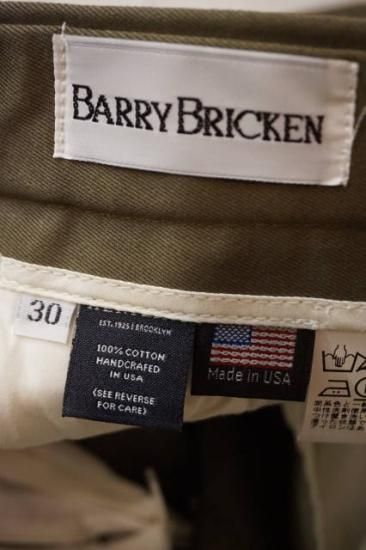 BARRY BRICKEN
30
EST. 1925 | BROOKLYN
100% COTTON
HANDCRAFTED
IN USA
(SEE REVERSE
FOR CARE)
Made in USA